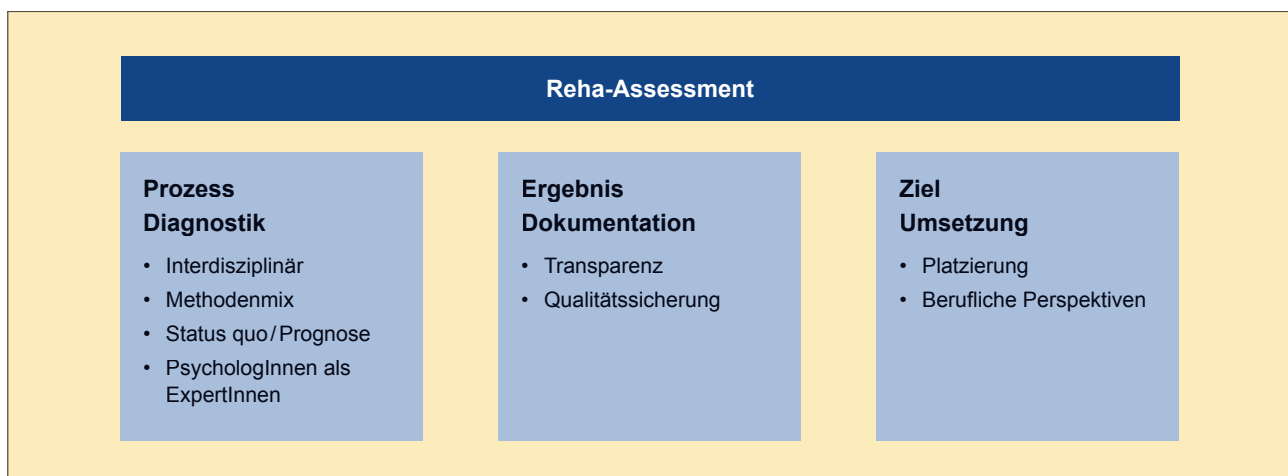 Reha-Assessment
Prozess
Diagnostik
• Interdisziplinär
• Methodenmix
• Status quo / Prognose
• PsychologInnen als
ExpertInnen
Ergebnis
Dokumentation
• Transparenz
• Qualitätssicherung
Ziel
Umsetzung
• Platzierung
• Berufliche Perspektiven